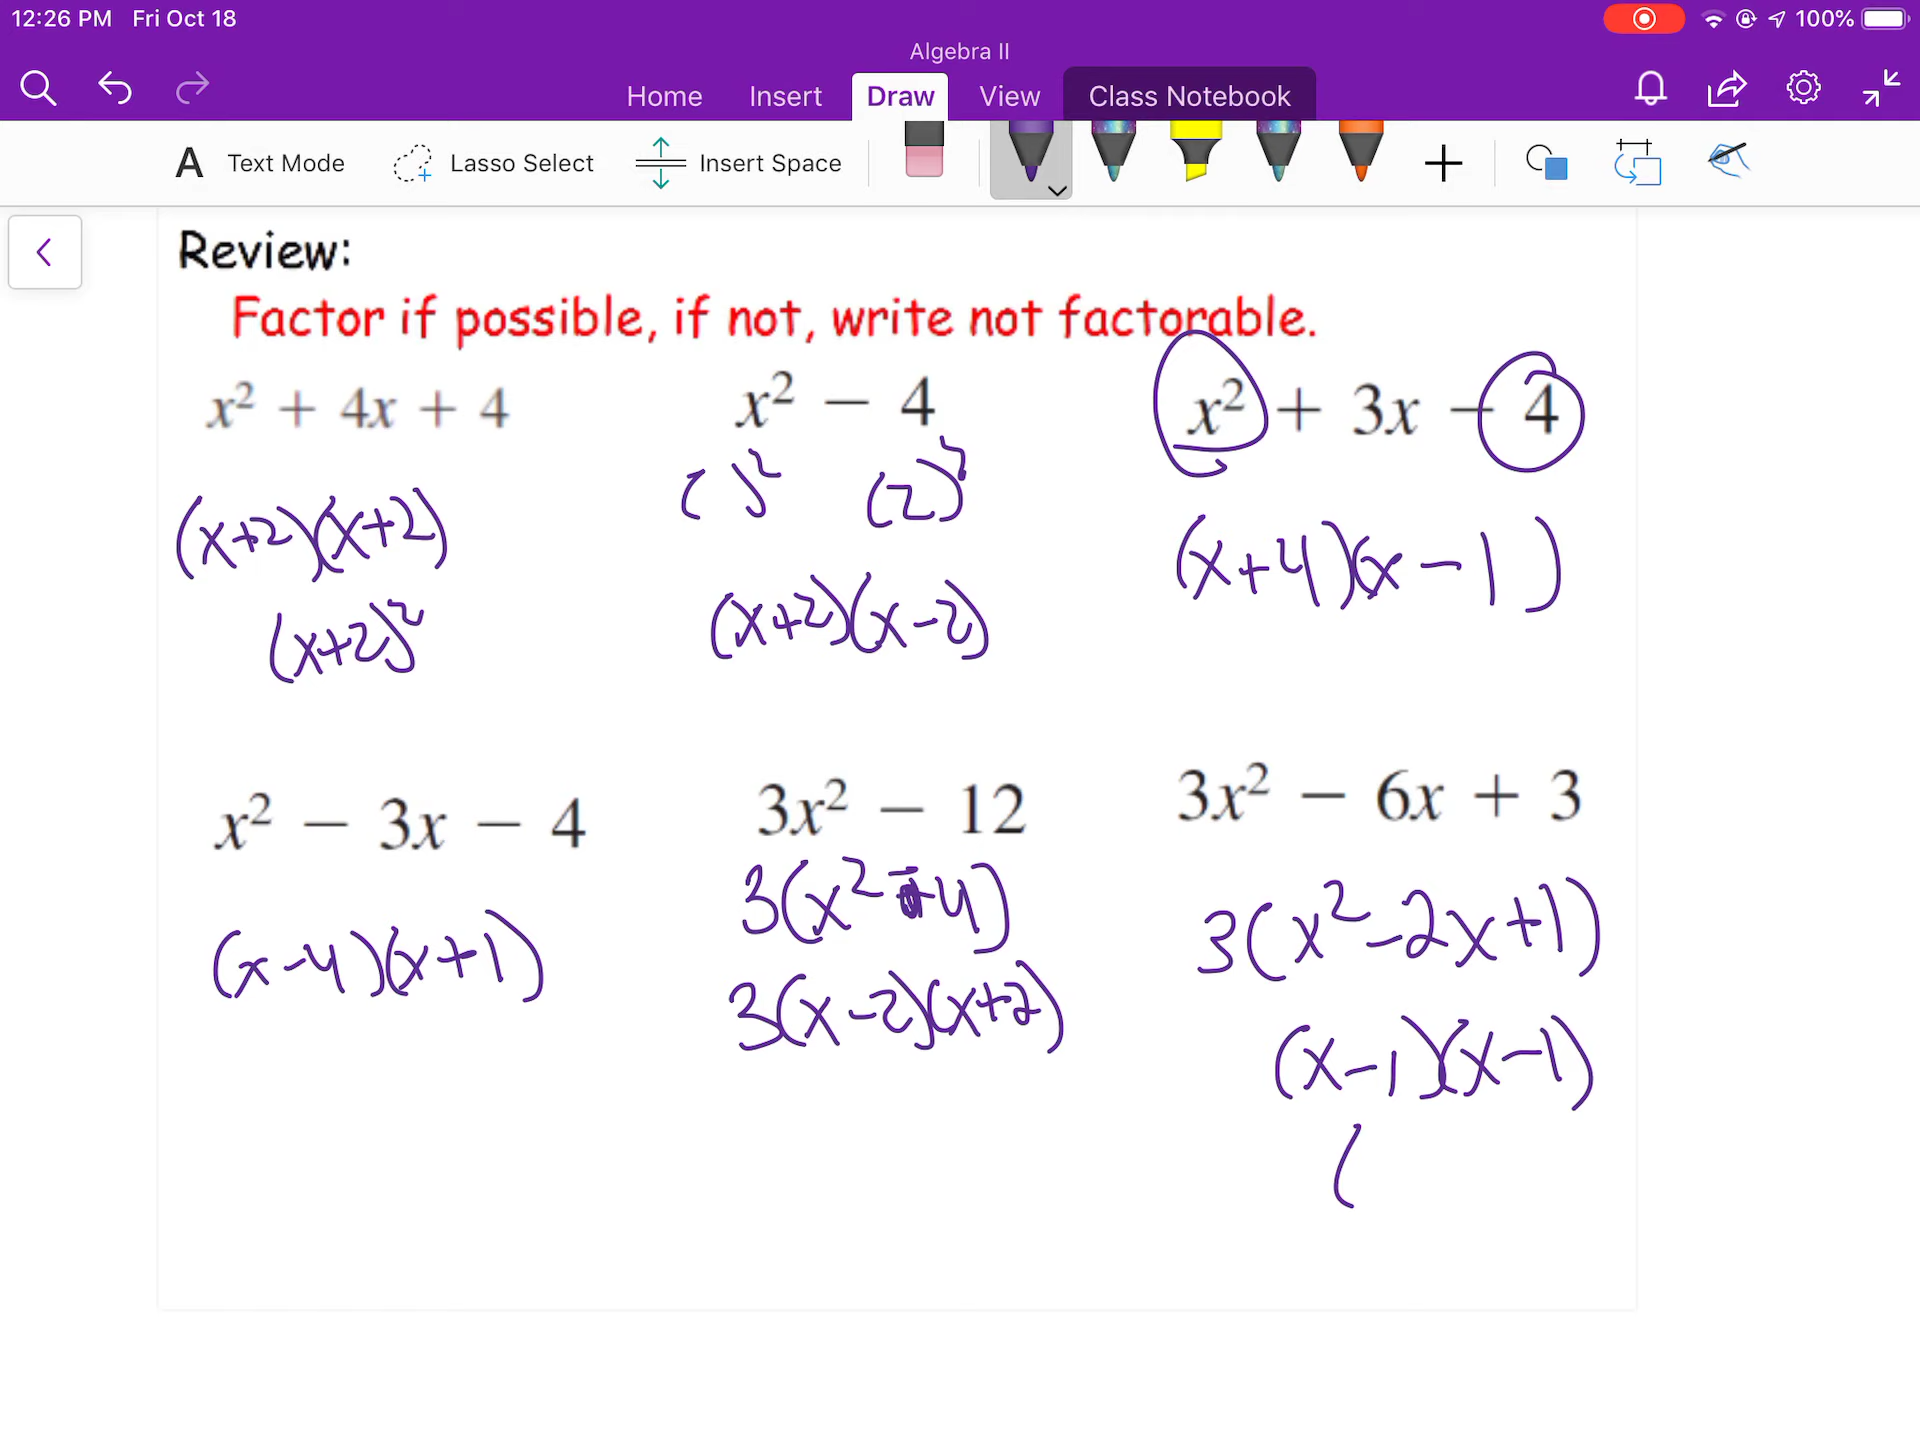 12:26 PM Fri Oct 18
100%
Algebra II
Home Insert Draw View Class Notebook
A Text Mode Lasso Select Insert Space
Review:
Factor if possible, if not, write not factorable.
x² + 4x + 4
(x+2)(x+2)
(x+2)²
x² − 4
( )² (2)²
(x+2)(x−2)
x² + 3x − 4
(x+4)(x−1)
x² − 3x − 4
(x−4)(x+1)
3x² − 12
3(x²−4)
3(x−2)(x+2)
3x² − 6x + 3
3(x²−2x+1)
(x−1)(x−1)
(